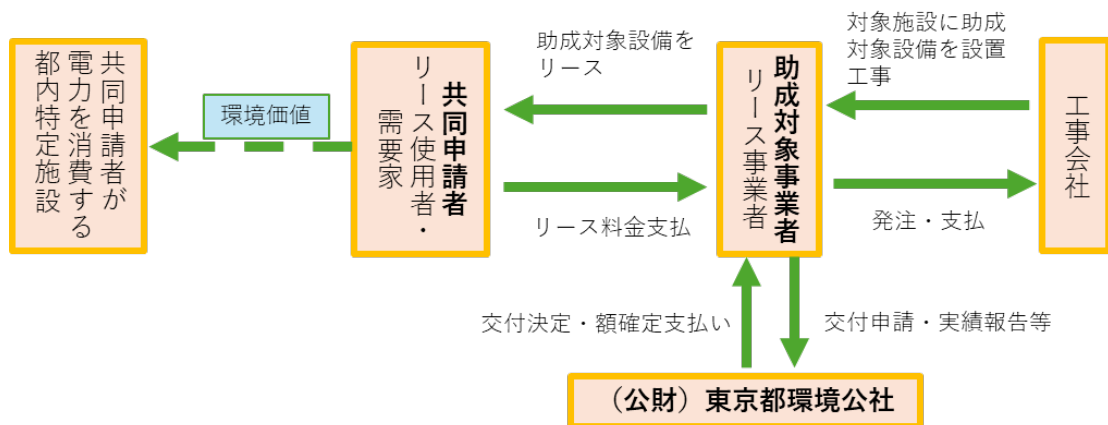 共同申請者が
電力を消費する
都内特定施設
環境価値
共同申請者
リース使用者・
需要家
助成対象設備を
リース
リース料金支払
助成対象事業者
リース事業者
対象施設に助成
対象設備を設置
工事
発注・支払
工事会社
交付決定・額確定支払い
交付申請・実績報告等
（公財）東京都環境公社